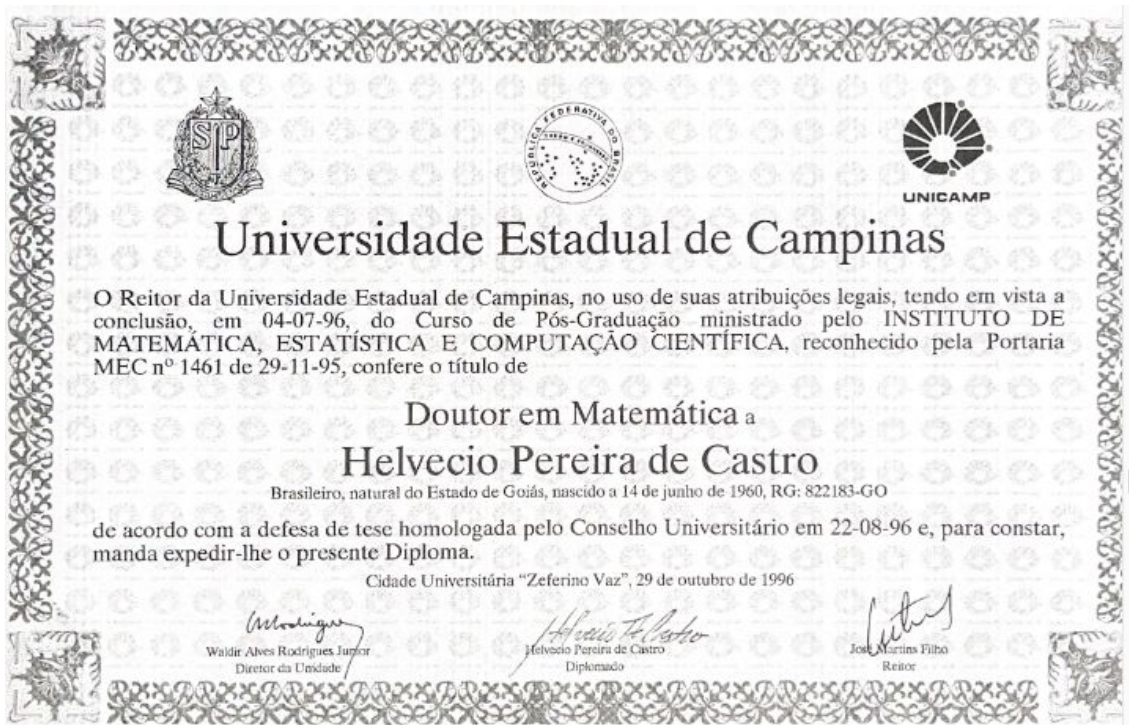 SP
REPÚBLICA FEDERATIVA DO BRASIL
UNICAMP
Universidade Estadual de Campinas
O Reitor da Universidade Estadual de Campinas, no uso de suas atribuições legais, tendo em vista a
conclusão, em 04-07-96, do Curso de Pós-Graduação ministrado pelo INSTITUTO DE
MATEMÁTICA, ESTATÍSTICA E COMPUTAÇÃO CIENTÍFICA, reconhecido pela Portaria
MEC nº 1461 de 29-11-95, confere o título de
Doutor em Matemática a
Helvecio Pereira de Castro
Brasileiro, natural do Estado de Goiás, nascido a 14 de junho de 1960, RG: 822183-GO
de acordo com a defesa de tese homologada pelo Conselho Universitário em 22-08-96 e, para constar,
manda expedir-lhe o presente Diploma.
Cidade Universitária “Zeferino Vaz”, 29 de outubro de 1996
Waldir Alves Rodrigues Junior
Diretor da Unidade
Helvecio Pereira de Castro
Diplomado
José Martins Filho
Reitor